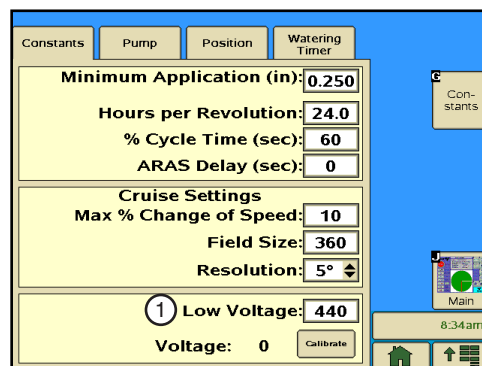 Constants
Pump
Position
Watering
Timer
Minimum Application (in): 0.250
Hours per Revolution: 24.0
% Cycle Time (sec): 60
ARAS Delay (sec): 0
Cruise Settings
Max % Change of Speed: 10
Field Size: 360
Resolution: 5°
1 Low Voltage: 440
Voltage: 0 Calibrate
G
Con-
stants
J
Main
8:34am